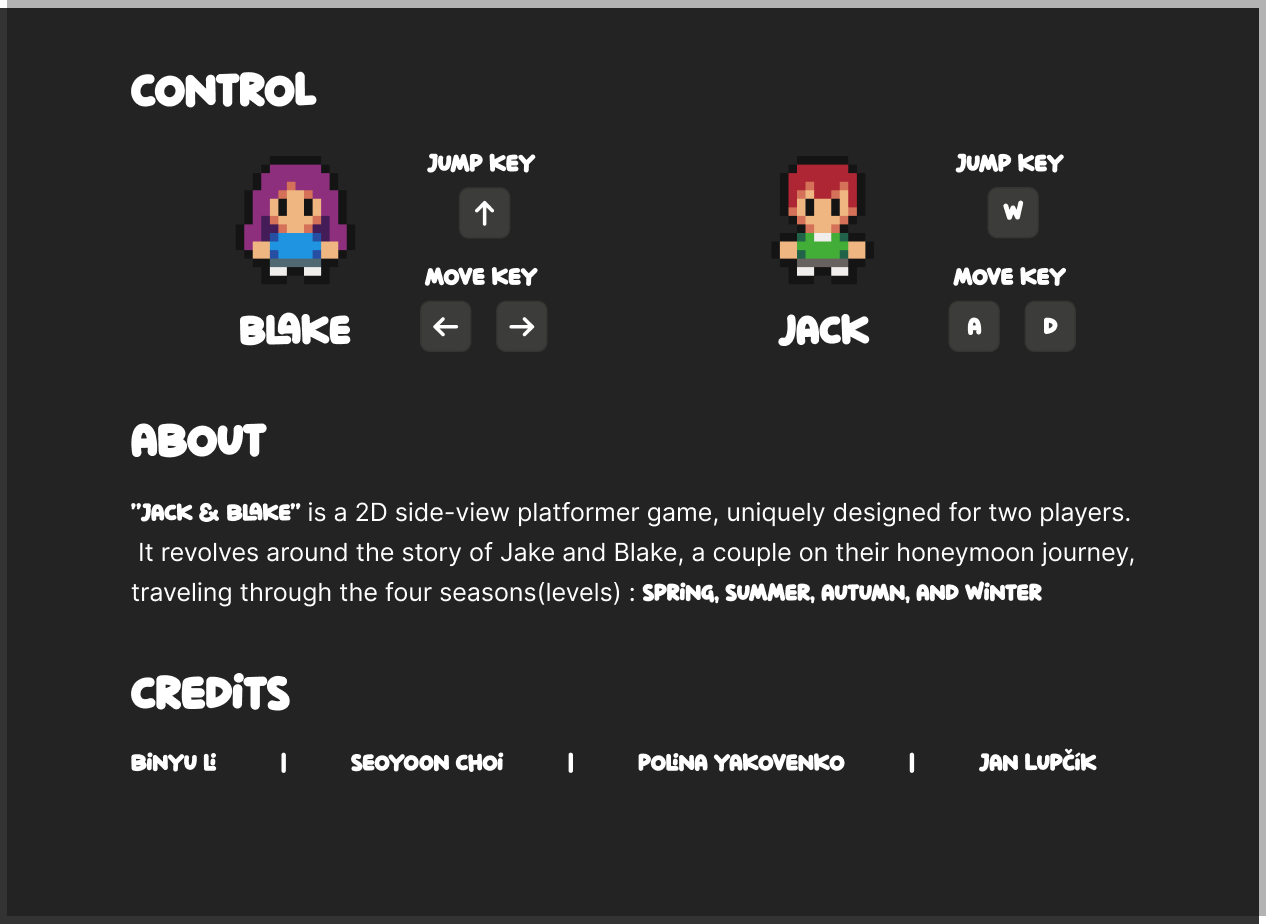 CONTROL
JUMP KEY
↑
MOVE KEY
← →
BLAKE
JUMP KEY
W
MOVE KEY
A D
JACK
ABOUT
"JACK & BLAKE" is a 2D side-view platformer game, uniquely designed for two players.
It revolves around the story of Jake and Blake, a couple on their honeymoon journey,
traveling through the four seasons(levels) : SPRiNG, SUMMER, AUTUMN, AND WiNTER
CREDiTS
BiNYU Li | SEOYOON CHOi | POLiNA YAKOVENKO | JAN LUPČíK